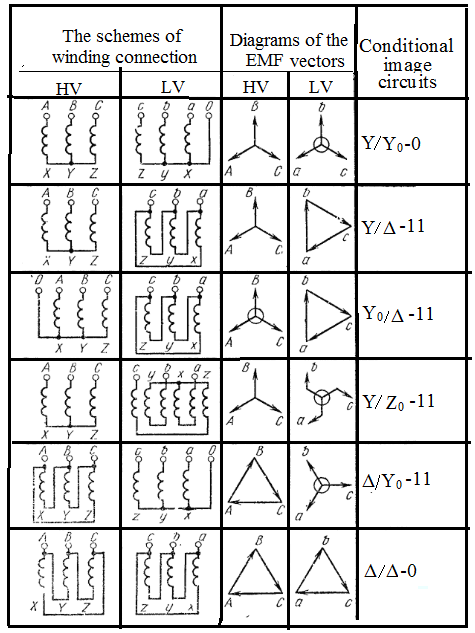 The schemes of
winding connection
Diagrams of the
EMF vectors
Conditional
image
circuits
HV LV HV LV
A B C c b a 0 B b
Y/Y₀-0
A C a c
X Y Z z y x
A B C c b a B b
Y/Δ-11
c
X Y Z z y x A C a
0 A B C c b a B b
Y₀/Δ-11
c
X Y Z z y x A C a
A B C c y b x a z B b
Y/Z₀-11
X Y Z A C a c
A B C c b a 0 B b
Δ/Y₀-11
c
X Y Z z y x A C a
A B C c b a B b
Δ/Δ-0
X Y Z z y x A C a c